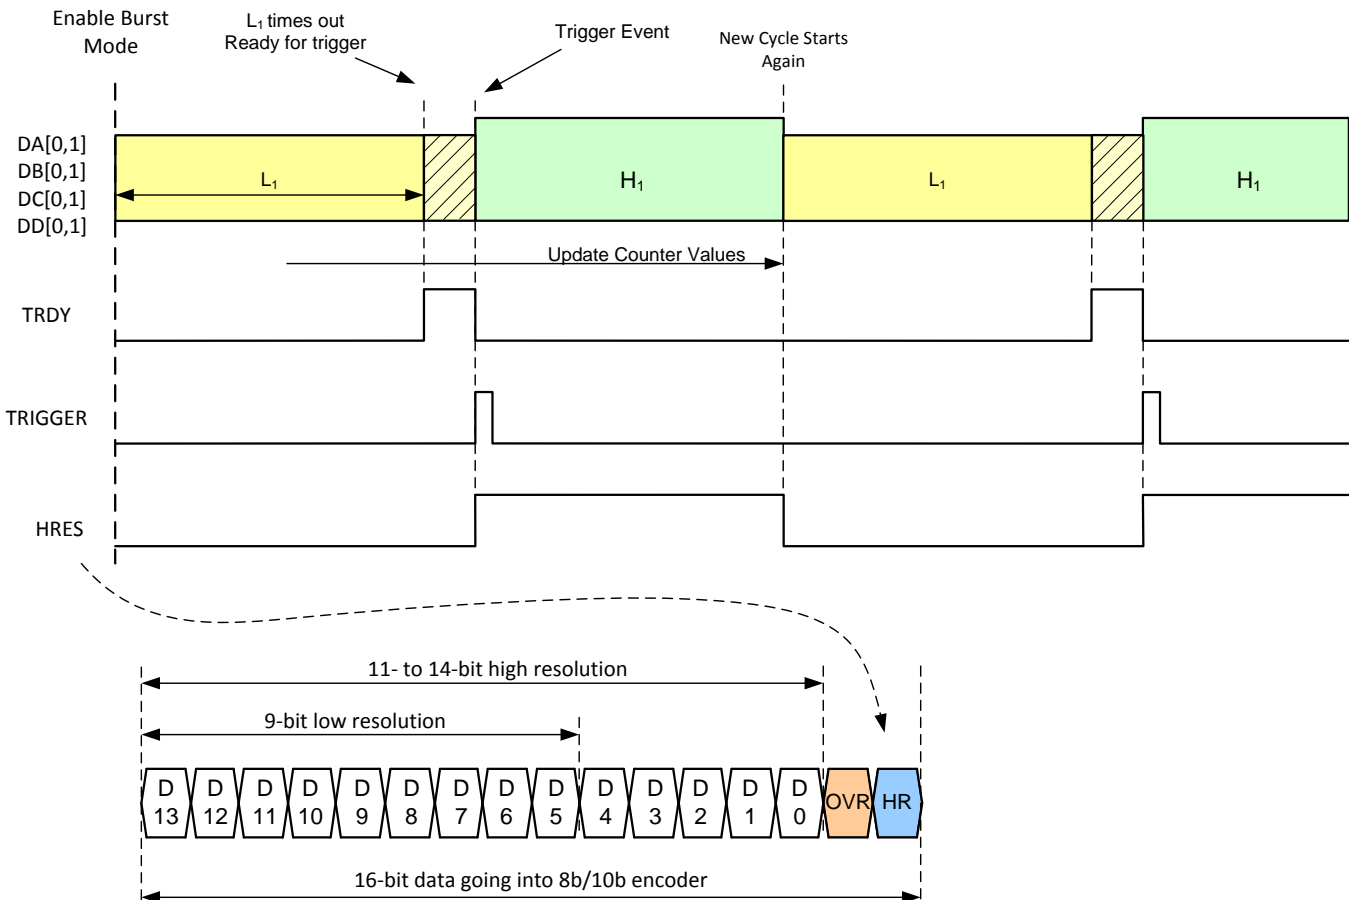 Enable Burst
Mode
L₁ times out
Ready for trigger
Trigger Event
New Cycle Starts
Again
DA[0,1]
DB[0,1]
DC[0,1]
DD[0,1]
L₁
H₁
L₁
H₁
Update Counter Values
TRDY
TRIGGER
HRES
11- to 14-bit high resolution
9-bit low resolution
D D D D D D D D D D D D D D
13 12 11 10 9 8 7 6 5 4 3 2 1 0 OVR HR
16-bit data going into 8b/10b encoder